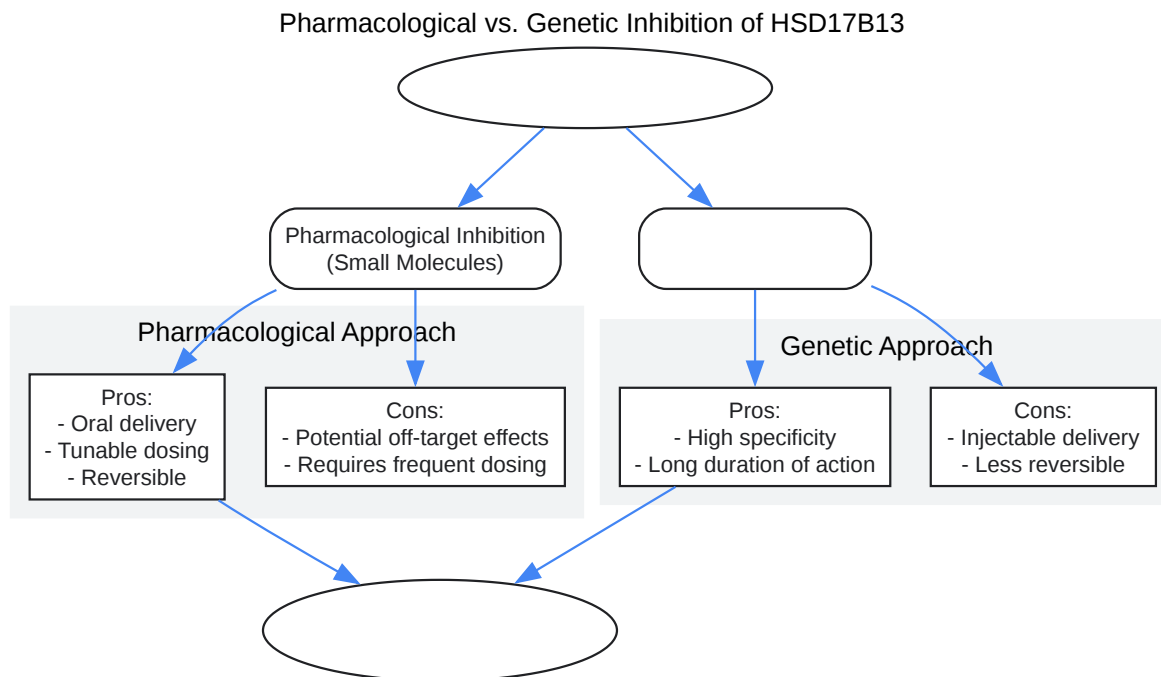 Pharmacological vs. Genetic Inhibition of HSD17B13
Pharmacological Inhibition
(Small Molecules)
Pharmacological Approach
Pros:
- Oral delivery
- Tunable dosing
- Reversible
Cons:
- Potential off-target effects
- Requires frequent dosing
Genetic Approach
Pros:
- High specificity
- Long duration of action
Cons:
- Injectable delivery
- Less reversible